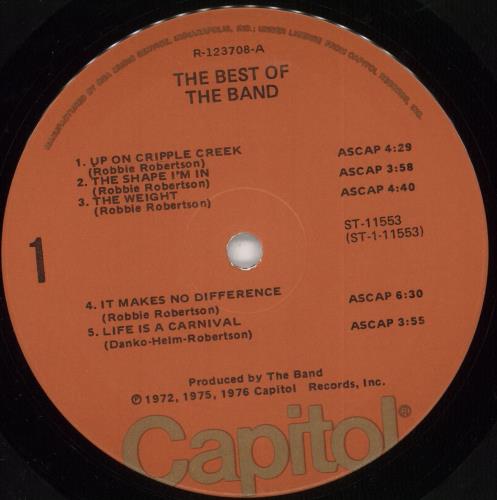 MANUFACTURED BY RCA MUSIC SERVICE, INDIANAPOLIS, IND.; UNDER LICENSE FROM CAPITOL RECORDS, INC.
R-123708-A
THE BEST OF
THE BAND
1. UP ON CRIPPLE CREEK ASCAP 4:29
(Robbie Robertson)
2. THE SHAPE I'M IN ASCAP 3:58
(Robbie Robertson)
3. THE WEIGHT ASCAP 4:40
(Robbie Robertson)
ST-11553
(ST-1-11553)
1
4. IT MAKES NO DIFFERENCE ASCAP 6:30
(Robbie Robertson)
5. LIFE IS A CARNIVAL ASCAP 3:55
(Danko-Helm-Robertson)
Produced by The Band
℗ 1972, 1975, 1976 Capitol Records, Inc.
Capitol®